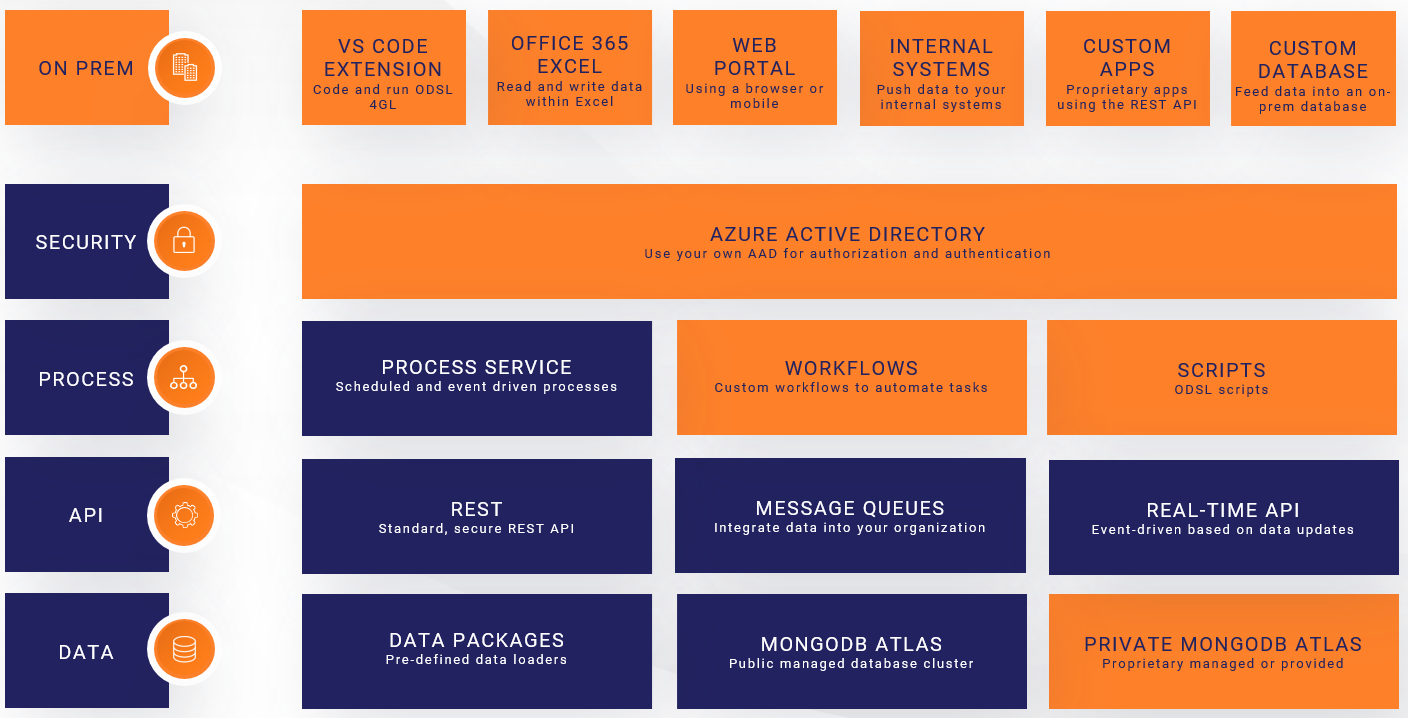 ON PREM
VS CODE
EXTENSION
Code and run ODSL
4GL
OFFICE 365
EXCEL
Read and write data
within Excel
WEB
PORTAL
Using a browser or
mobile
INTERNAL
SYSTEMS
Push data to your
internal systems
CUSTOM
APPS
Proprietary apps
using the REST API
CUSTOM
DATABASE
Feed data into an on-
prem database
SECURITY
AZURE ACTIVE DIRECTORY
Use your own AAD for authorization and authentication
PROCESS
PROCESS SERVICE
Scheduled and event driven processes
WORKFLOWS
Custom workflows to automate tasks
SCRIPTS
ODSL scripts
API
REST
Standard, secure REST API
MESSAGE QUEUES
Integrate data into your organization
REAL-TIME API
Event-driven based on data updates
DATA
DATA PACKAGES
Pre-defined data loaders
MONGODB ATLAS
Public managed database cluster
PRIVATE MONGODB ATLAS
Proprietary managed or provided